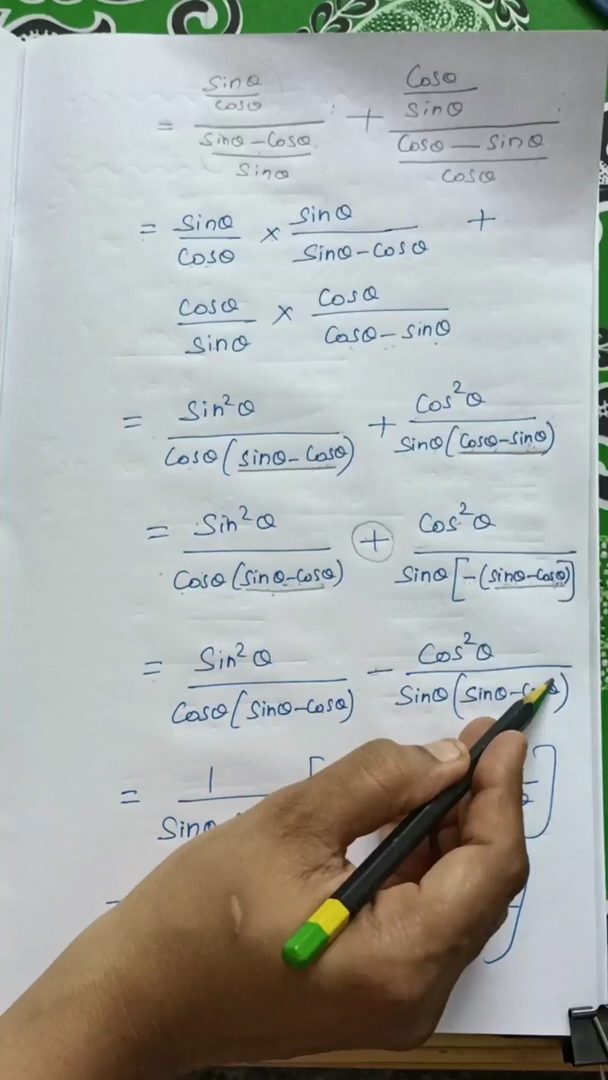 = sinθ/cosθ / (sinθ-cosθ)/sinθ + cosθ/sinθ / (cosθ-sinθ)/cosθ
= sinθ/cosθ × sinθ/(sinθ-cosθ) +
cosθ/sinθ × cosθ/(cosθ-sinθ)
= sin²θ/cosθ(sinθ-cosθ) + cos²θ/sinθ(cosθ-sinθ)
= sin²θ/cosθ(sinθ-cosθ) + cos²θ/sinθ[-(sinθ-cosθ)]
= sin²θ/cosθ(sinθ-cosθ) - cos²θ/sinθ(sinθ-cosθ)
= 1/sinθ [ ]